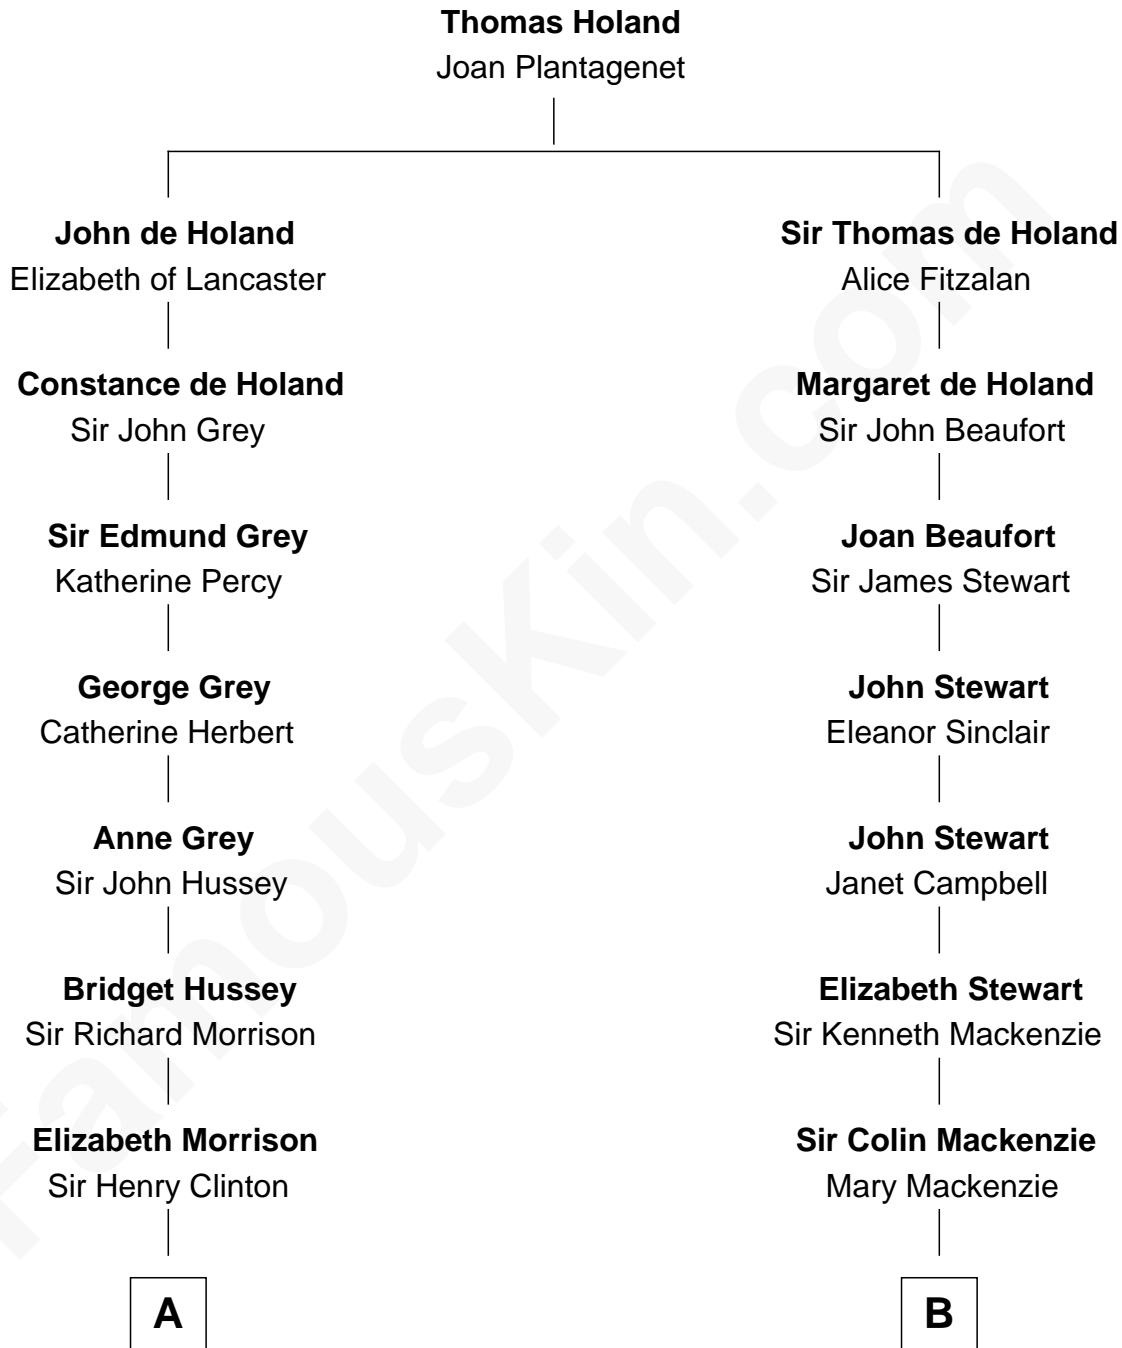 Thomas Holand
Joan Plantagenet
John de Holand
Elizabeth of Lancaster
Sir Thomas de Holand
Alice Fitzalan
Constance de Holand
Sir John Grey
Margaret de Holand
Sir John Beaufort
Sir Edmund Grey
Katherine Percy
Joan Beaufort
Sir James Stewart
George Grey
Catherine Herbert
John Stewart
Eleanor Sinclair
Anne Grey
Sir John Hussey
John Stewart
Janet Campbell
Bridget Hussey
Sir Richard Morrison
Elizabeth Stewart
Sir Kenneth Mackenzie
Elizabeth Morrison
Sir Henry Clinton
Sir Colin Mackenzie
Mary Mackenzie
A
B
FamousKin.com